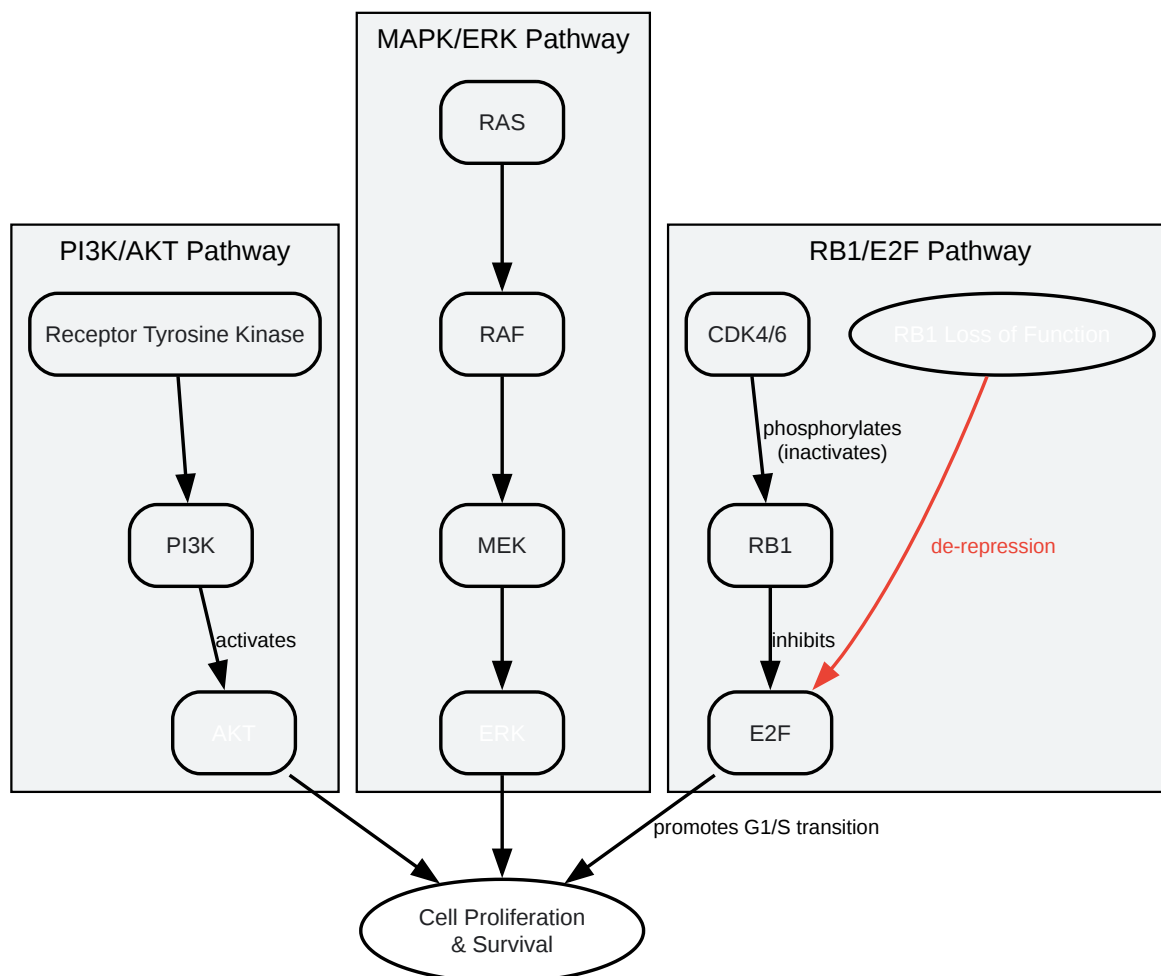 MAPK/ERK Pathway
RAS
PI3K/AKT Pathway
RB1/E2F Pathway
Receptor Tyrosine Kinase
RAF
CDK4/6
RB1 Loss of Function
phosphorylates
(inactivates)
PI3K
MEK
RB1
de-repression
activates
inhibits
AKT
ERK
E2F
promotes G1/S transition
Cell Proliferation
& Survival